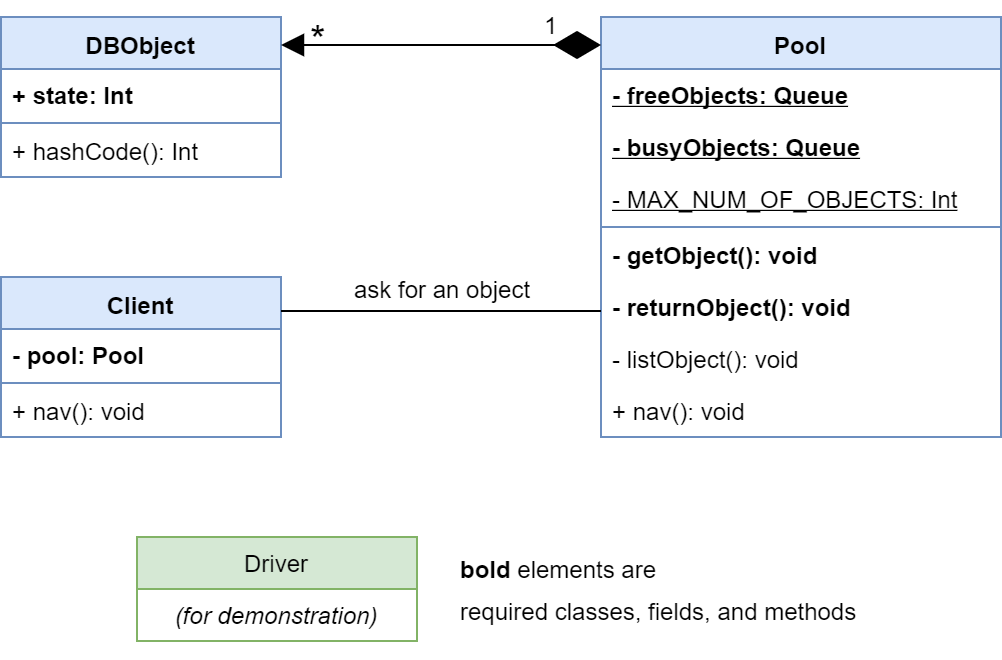 DBObject
+ state: Int
+ hashCode(): Int
*
1
Pool
- freeObjects: Queue
- busyObjects: Queue
- MAX_NUM_OF_OBJECTS: Int
- getObject(): void
- returnObject(): void
- listObject(): void
+ nav(): void
ask for an object
Client
- pool: Pool
+ nav(): void
Driver
(for demonstration)
bold elements are
required classes, fields, and methods